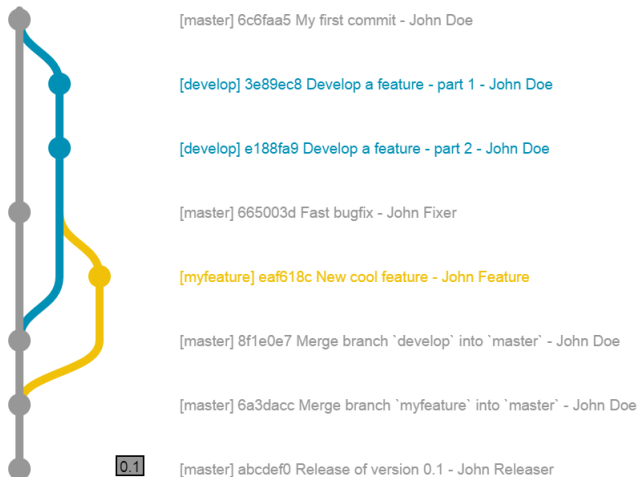 [master] 6c6faa5 My first commit - John Doe
[develop] 3e89ec8 Develop a feature - part 1 - John Doe
[develop] e188fa9 Develop a feature - part 2 - John Doe
[master] 665003d Fast bugfix - John Fixer
[myfeature] eaf618c New cool feature - John Feature
[master] 8f1e0e7 Merge branch `develop` into `master` - John Doe
[master] 6a3dacc Merge branch `myfeature` into `master` - John Doe
0.1 [master] abcdef0 Release of version 0.1 - John Releaser